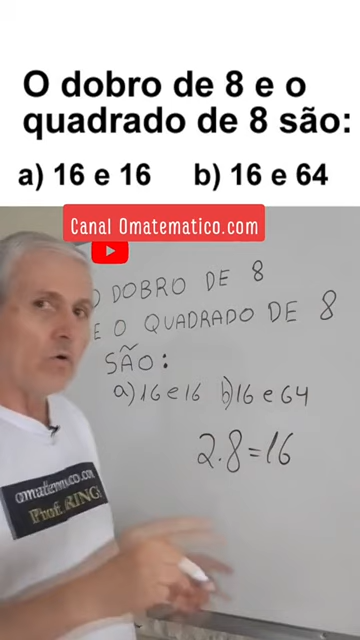 O dobro de 8 e o
quadrado de 8 são:
a) 16 e 16 b) 16 e 64
Canal Omatematico.com
O DOBRO DE 8
E O QUADRADO DE 8
SÃO:
a) 16 e 16 b) 16 e 64
2.8=16
omatematico.com
Prof. RINO